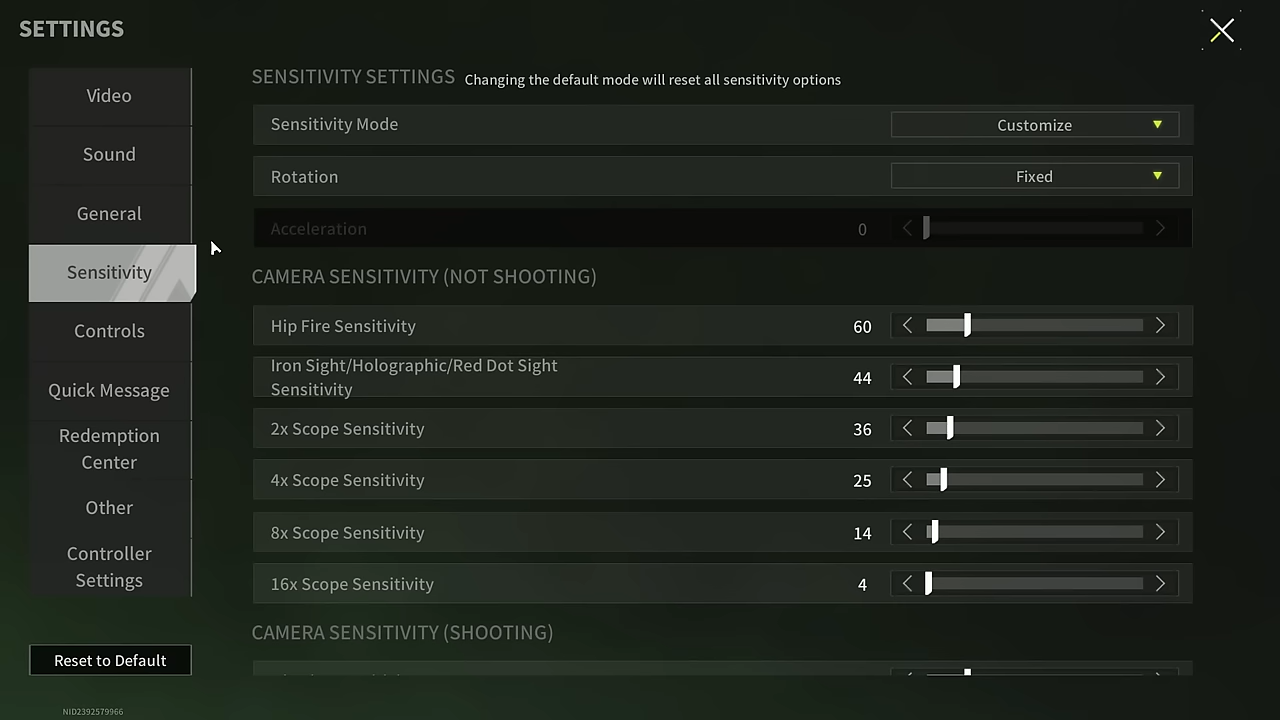 SETTINGS
Video
Sound
General
Sensitivity
Controls
Quick Message
Redemption
Center
Other
Controller
Settings
Reset to Default
NID2392579966
SENSITIVITY SETTINGS Changing the default mode will reset all sensitivity options
Sensitivity Mode Customize
Rotation Fixed
Acceleration 0
CAMERA SENSITIVITY (NOT SHOOTING)
Hip Fire Sensitivity 60
Iron Sight/Holographic/Red Dot Sight
Sensitivity 44
2x Scope Sensitivity 36
4x Scope Sensitivity 25
8x Scope Sensitivity 14
16x Scope Sensitivity 4
CAMERA SENSITIVITY (SHOOTING)